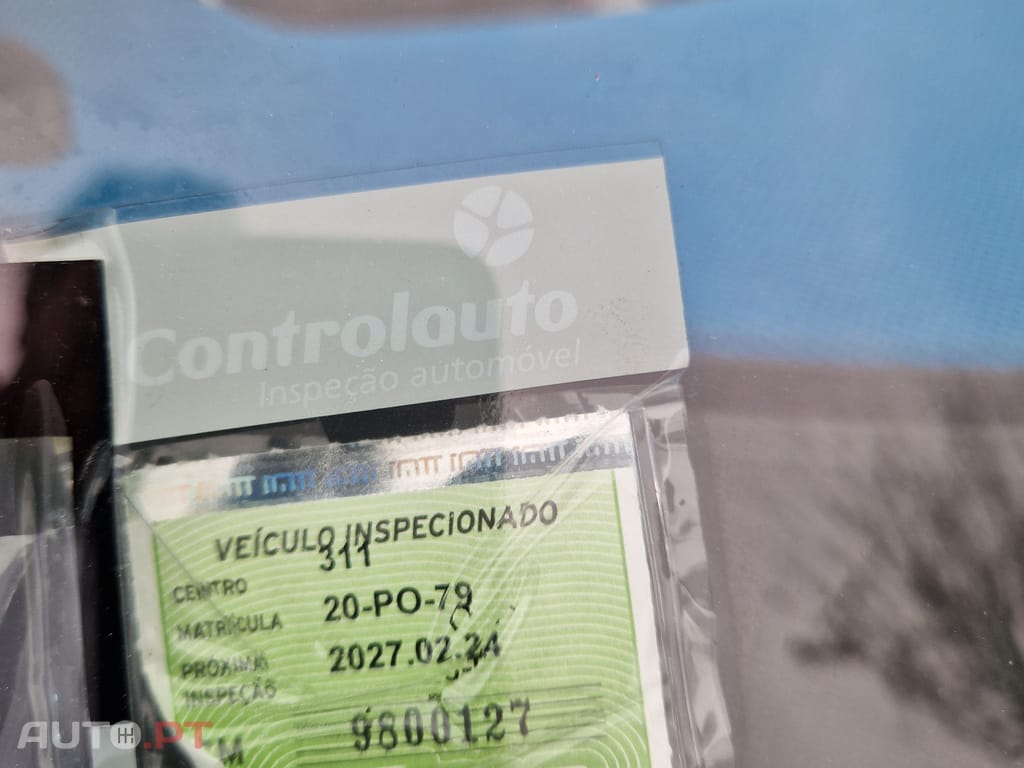 Controlauto
Inspeção automóvel
VEÍCULO INSPECIONADO
CENTRO 311
MATRÍCULA 20-PO-79
PRÓXIMA INSPEÇÃO 2027.02.24
M 9800127
AUTO.PT